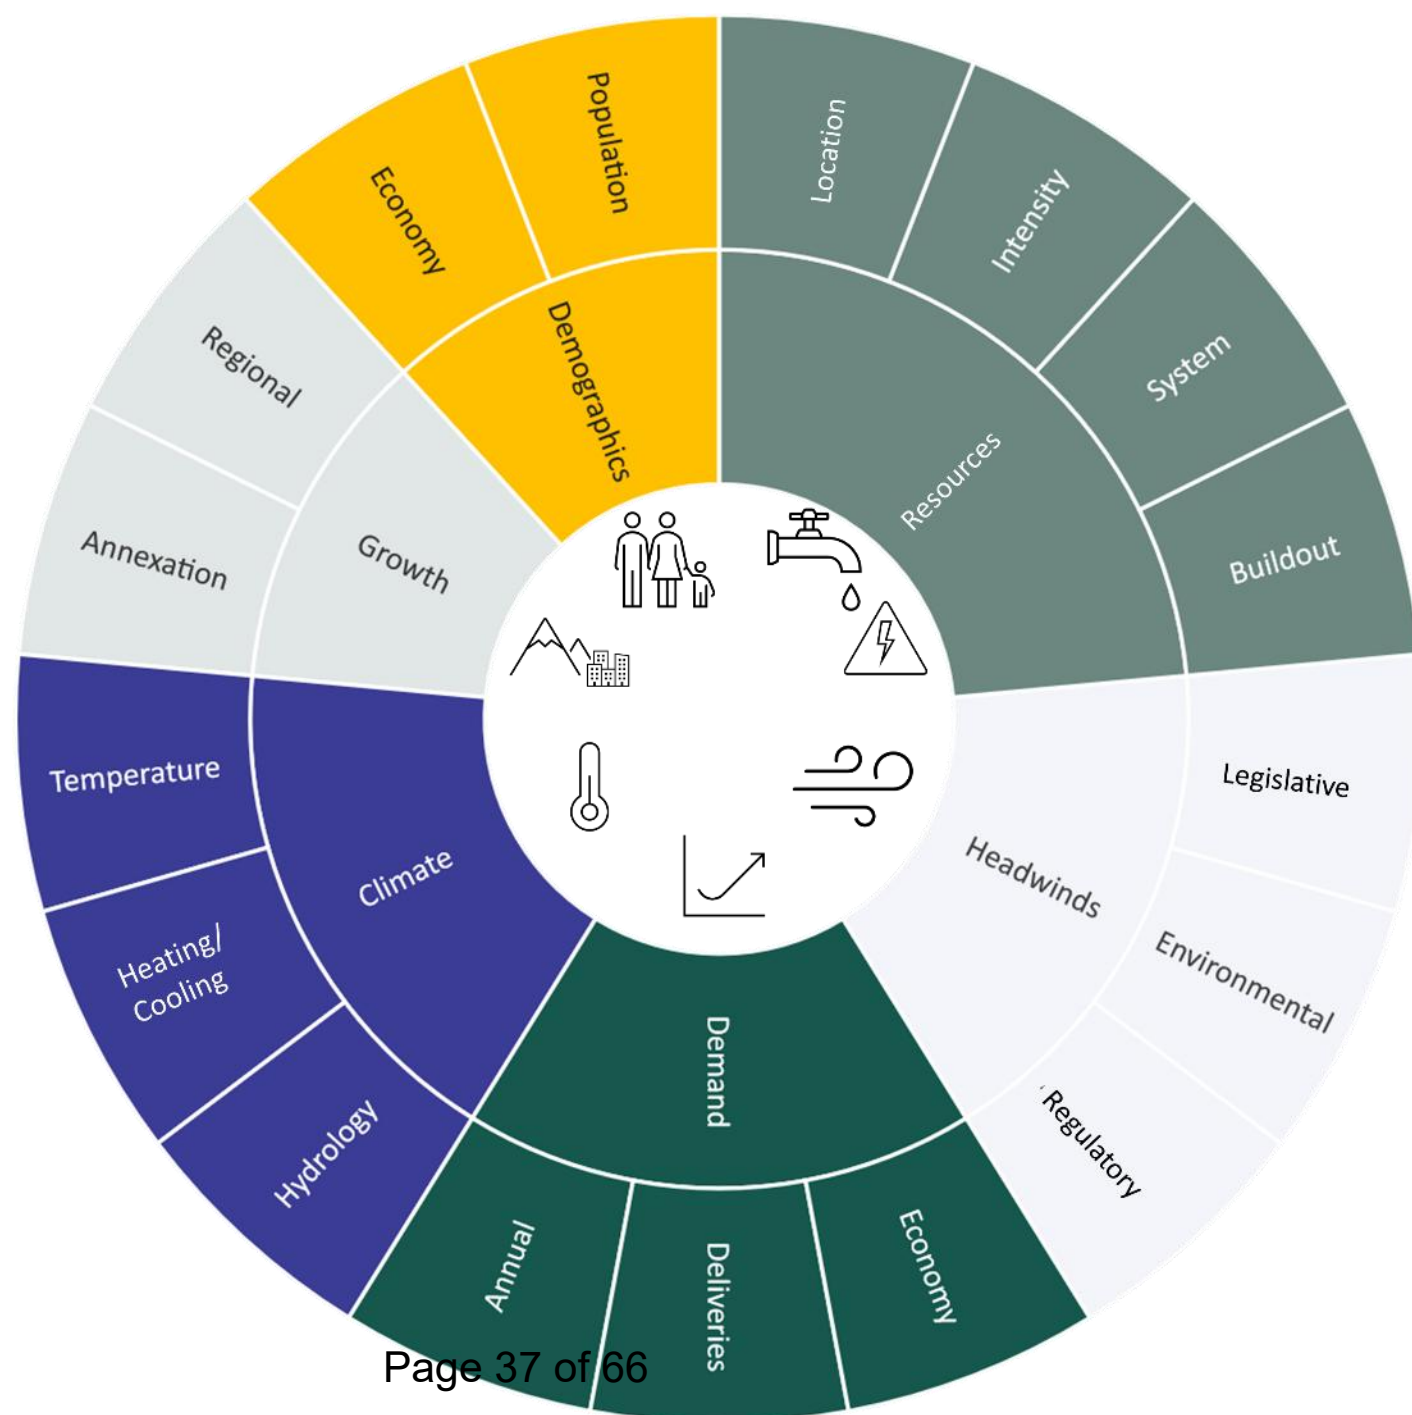 Population
Location
Economy
Intensity
Demographics
Regional
System
Resources
Annexation
Growth
Buildout
Temperature
Legislative
Climate
Headwinds
Heating/
Cooling
Environmental
Demand
Hydrology
Regulatory
Annual
Deliveries
Economy
Page 37 of 66